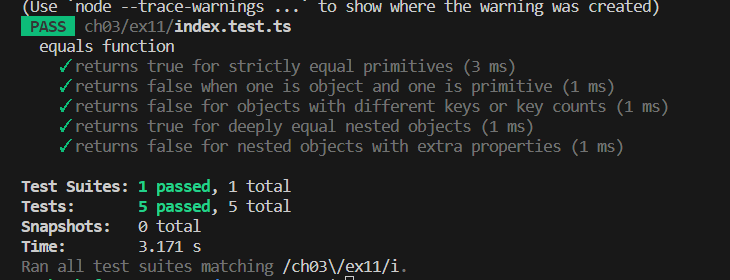 (Use `node --trace-warnings ...` to show where the warning was created)
PASS ch03/ex11/index.test.ts
equals function
✓ returns true for strictly equal primitives (3 ms)
✓ returns false when one is object and one is primitive (1 ms)
✓ returns false for objects with different keys or key counts (1 ms)
✓ returns true for deeply equal nested objects (1 ms)
✓ returns false for nested objects with extra properties (1 ms)
Test Suites: 1 passed, 1 total
Tests: 5 passed, 5 total
Snapshots: 0 total
Time: 3.171 s
Ran all test suites matching /ch03\/ex11/i.